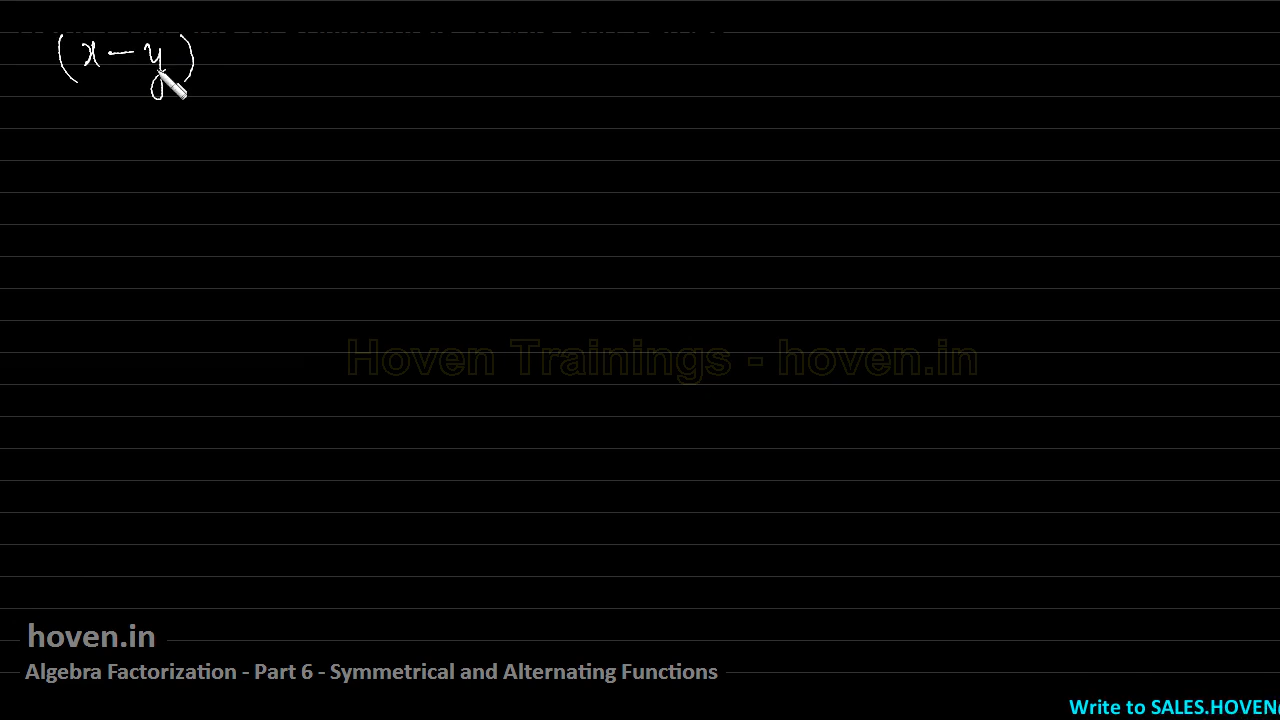 (x – y)
Hoven Trainings - hoven.in
hoven.in
Algebra Factorization - Part 6 - Symmetrical and Alternating Functions
Write to SALES.HOVEN